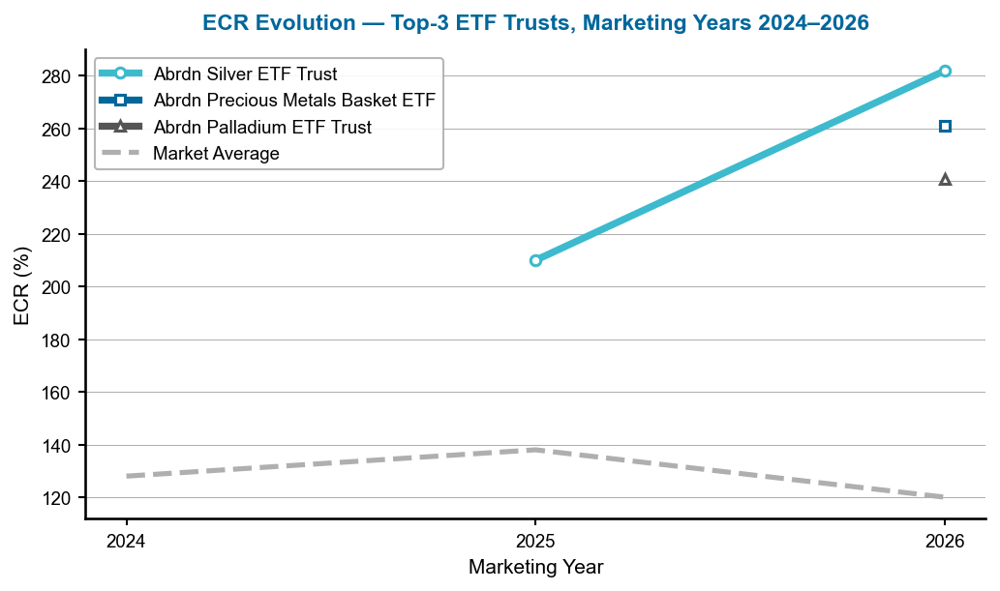 ECR Evolution — Top-3 ETF Trusts, Marketing Years 2024–2026
Abrdn Silver ETF Trust
Abrdn Precious Metals Basket ETF
Abrdn Palladium ETF Trust
Market Average
ECR (%)
280
260
240
220
200
180
160
140
120
2024
2025
2026
Marketing Year